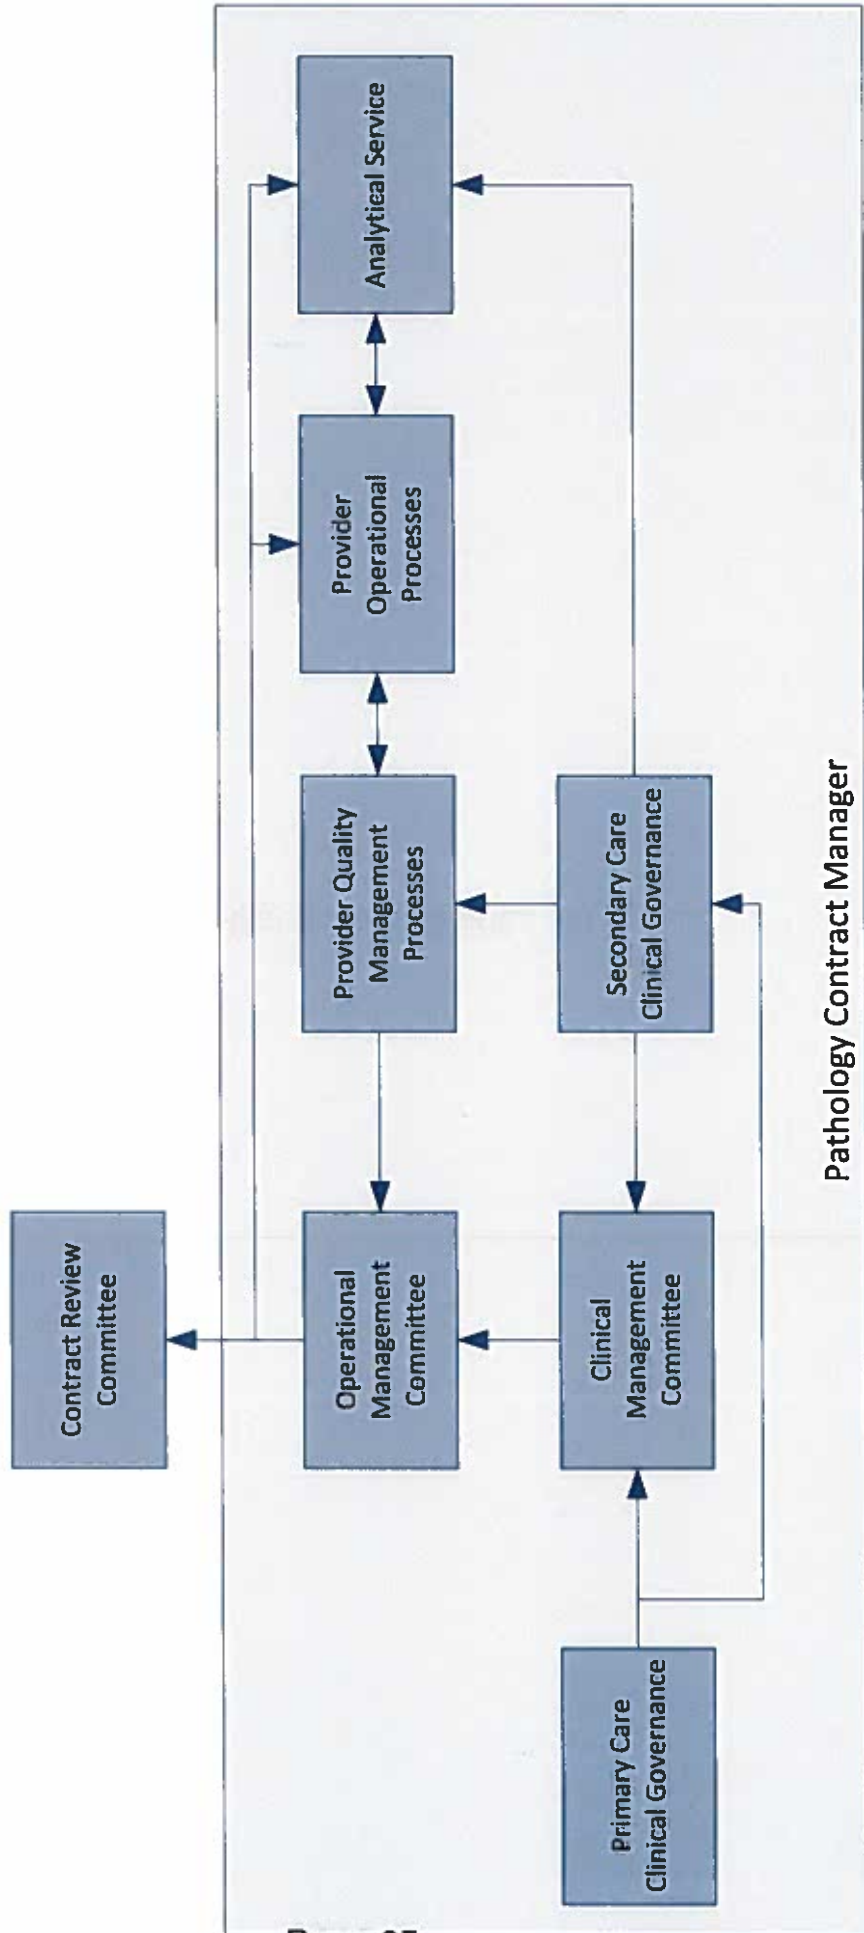 Contract Review
Committee
Operational
Management
Committee
Provider Quality
Management
Processes
Provider
Operational
Processes
Analytical Service
Primary Care
Clinical Governance
Clinical
Management
Committee
Secondary Care
Clinical Governance
Pathology Contract Manager